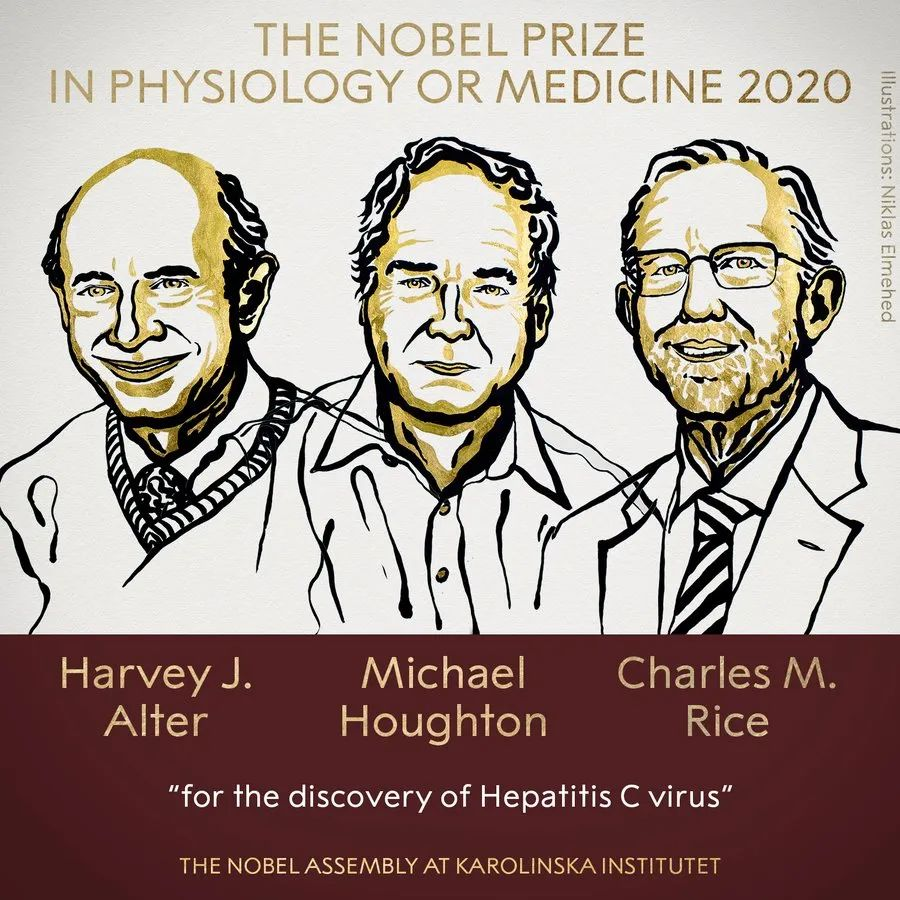 THE NOBEL PRIZE
IN PHYSIOLOGY OR MEDICINE 2020
Illustrations: Niklas Elmehed
Harvey J.
Alter
Michael
Houghton
Charles M.
Rice
“for the discovery of Hepatitis C virus”
THE NOBEL ASSEMBLY AT KAROLINSKA INSTITUTET